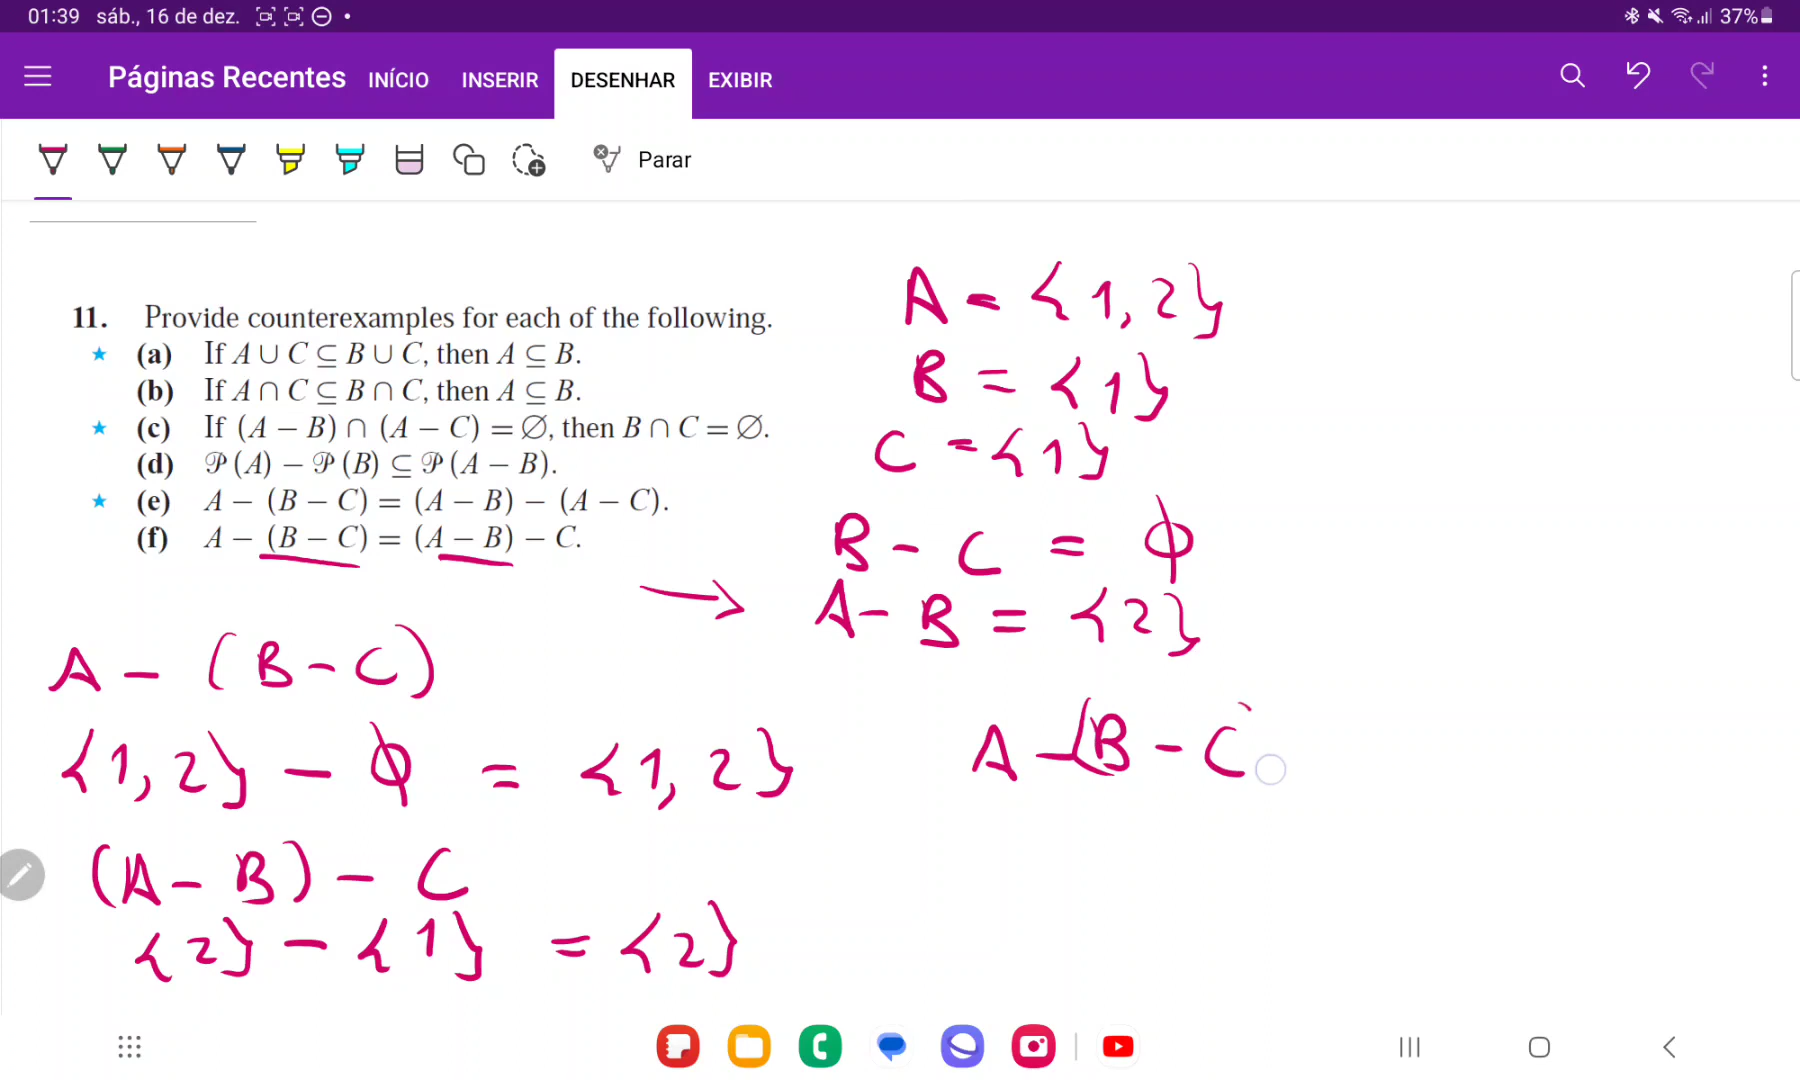 01:39 sáb., 16 de dez.
37%
Páginas Recentes INÍCIO INSERIR DESENHAR EXIBIR
Parar
11. Provide counterexamples for each of the following.
★ (a) If A ∪ C ⊆ B ∪ C, then A ⊆ B.
(b) If A ∩ C ⊆ B ∩ C, then A ⊆ B.
★ (c) If (A − B) ∩ (A − C) = ∅, then B ∩ C = ∅.
(d) 𝒫(A) − 𝒫(B) ⊆ 𝒫(A − B).
★ (e) A − (B − C) = (A − B) − (A − C).
(f) A − (B − C) = (A − B) − C.
A = {1, 2}
B = {1}
C = {1}
B - C = ϕ
→ A - B = {2}
A - (B - C)
{1, 2} - ϕ = {1, 2}
(A - B) - C
{2} - {1} = {2}
A - (B - C